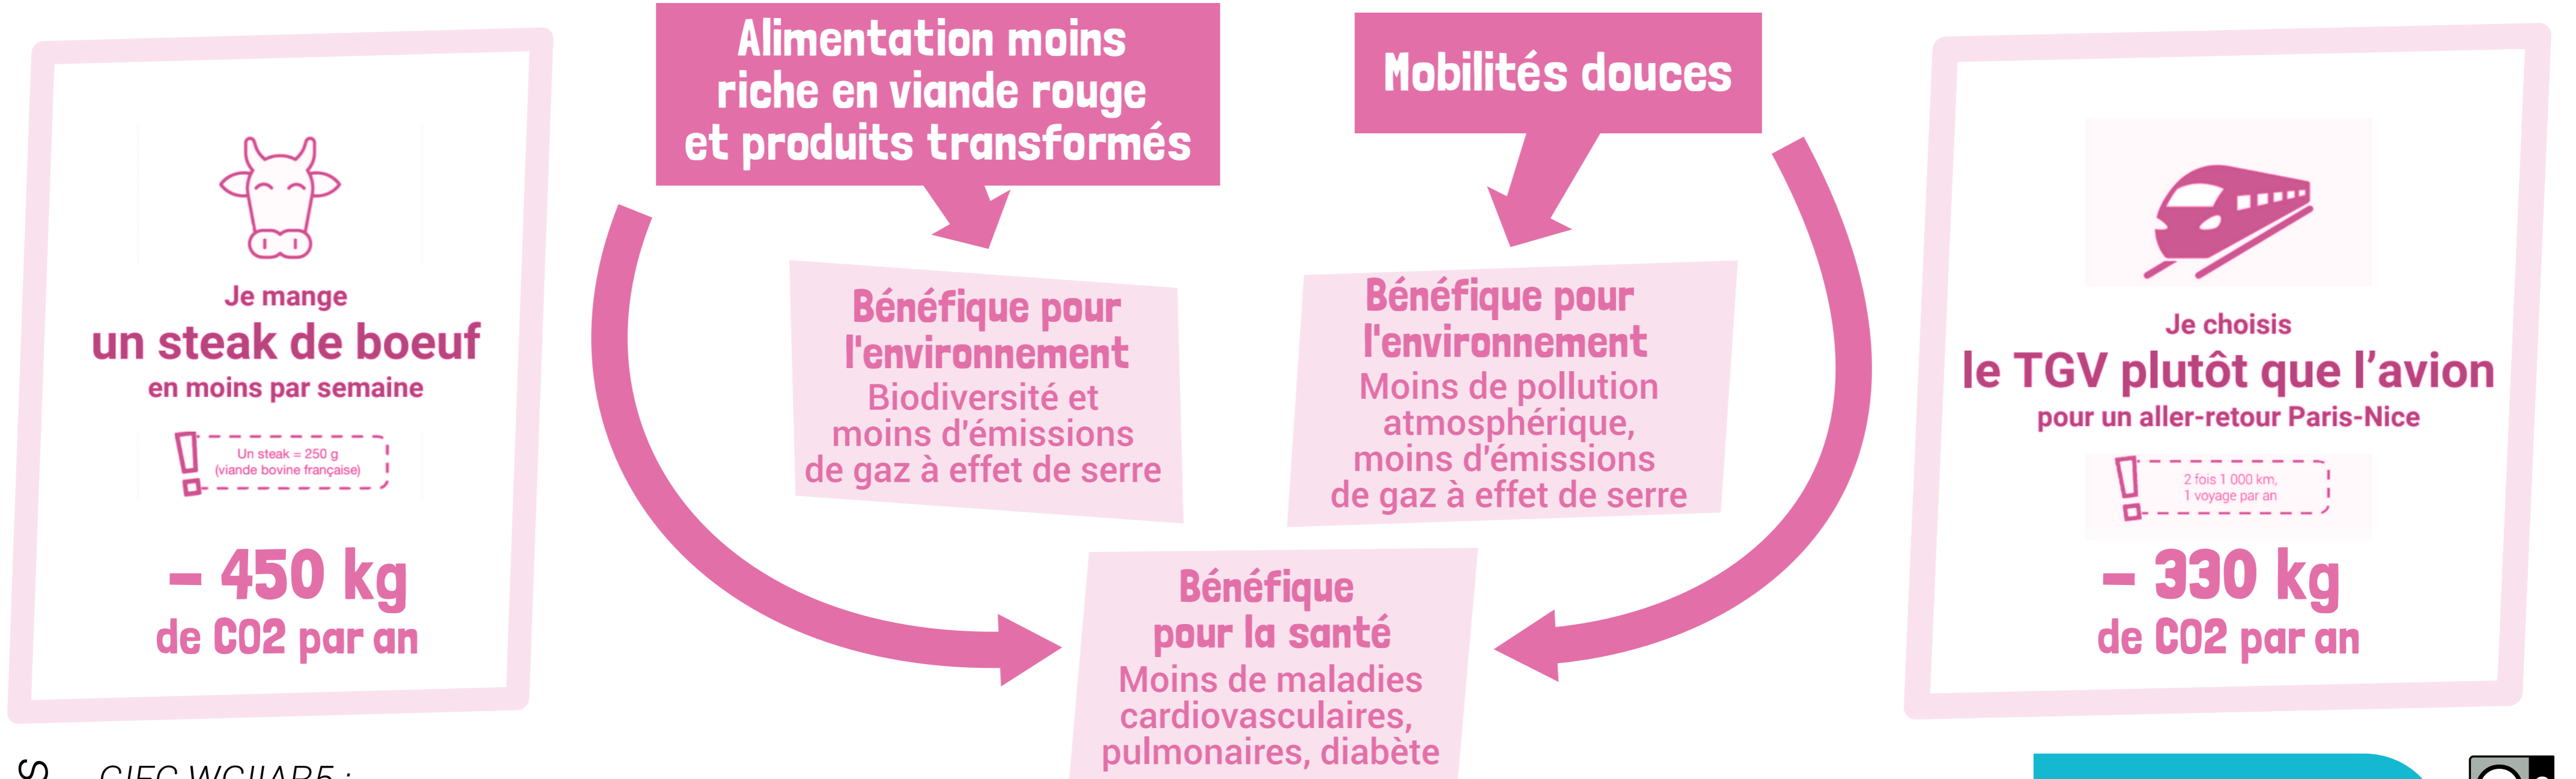 Alimentation moins
riche en viande rouge
et produits transformés
Mobilités douces
Je mange
un steak de boeuf
en moins par semaine
Un steak = 250 g
(viande bovine française)
– 450 kg
de CO2 par an
Bénéfique pour
l'environnement
Biodiversité et
moins d'émissions
de gaz à effet de serre
Bénéfique pour
l'environnement
Moins de pollution
atmosphérique,
moins d'émissions
de gaz à effet de serre
Bénéfique
pour la santé
Moins de maladies
cardiovasculaires,
pulmonaires, diabète
Je choisis
le TGV plutôt que l’avion
pour un aller-retour Paris-Nice
2 fois 1 000 km,
1 voyage par an
– 330 kg
de CO2 par an
S